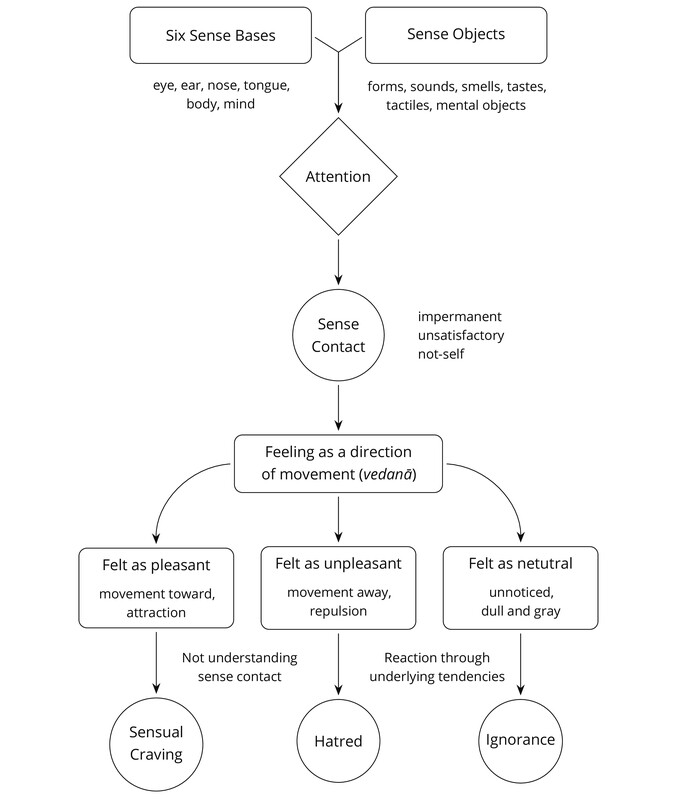 Six Sense Bases
Sense Objects
eye, ear, nose, tongue,
body, mind
forms, sounds, smells, tastes,
tactiles, mental objects
Attention
Sense
Contact
impermanent
unsatisfactory
not-self
Feeling as a direction
of movement (vedanā)
Felt as pleasant
movement toward,
attraction
Felt as unpleasant
movement away,
repulsion
Felt as netutral
unnoticed,
dull and gray
Not understanding
sense contact
Reaction through
underlying tendencies
Sensual
Craving
Hatred
Ignorance